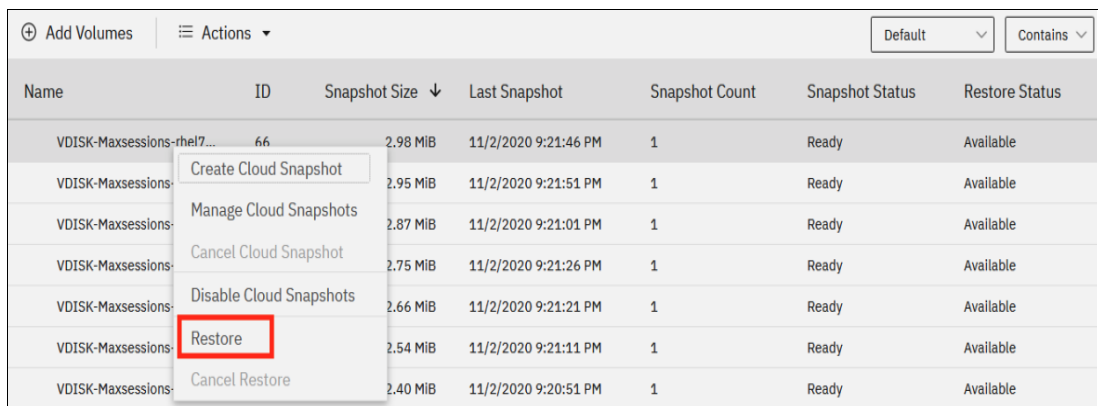 Add Volumes Actions Default Contains
Name ID Snapshot Size Last Snapshot Snapshot Count Snapshot Status Restore Status
VDISK-Maxsessions-rhel7... 66 2.98 MiB 11/2/2020 9:21:46 PM 1 Ready Available
Create Cloud Snapshot
VDISK-Maxsessions- 2.95 MiB 11/2/2020 9:21:51 PM 1 Ready Available
Manage Cloud Snapshots
VDISK-Maxsessions- 2.87 MiB 11/2/2020 9:21:01 PM 1 Ready Available
Cancel Cloud Snapshot
VDISK-Maxsessions- 2.75 MiB 11/2/2020 9:21:26 PM 1 Ready Available
Disable Cloud Snapshots
VDISK-Maxsessions- 2.66 MiB 11/2/2020 9:21:21 PM 1 Ready Available
Restore
VDISK-Maxsessions- 2.54 MiB 11/2/2020 9:21:11 PM 1 Ready Available
Cancel Restore
VDISK-Maxsessions- 2.40 MiB 11/2/2020 9:20:51 PM 1 Ready Available